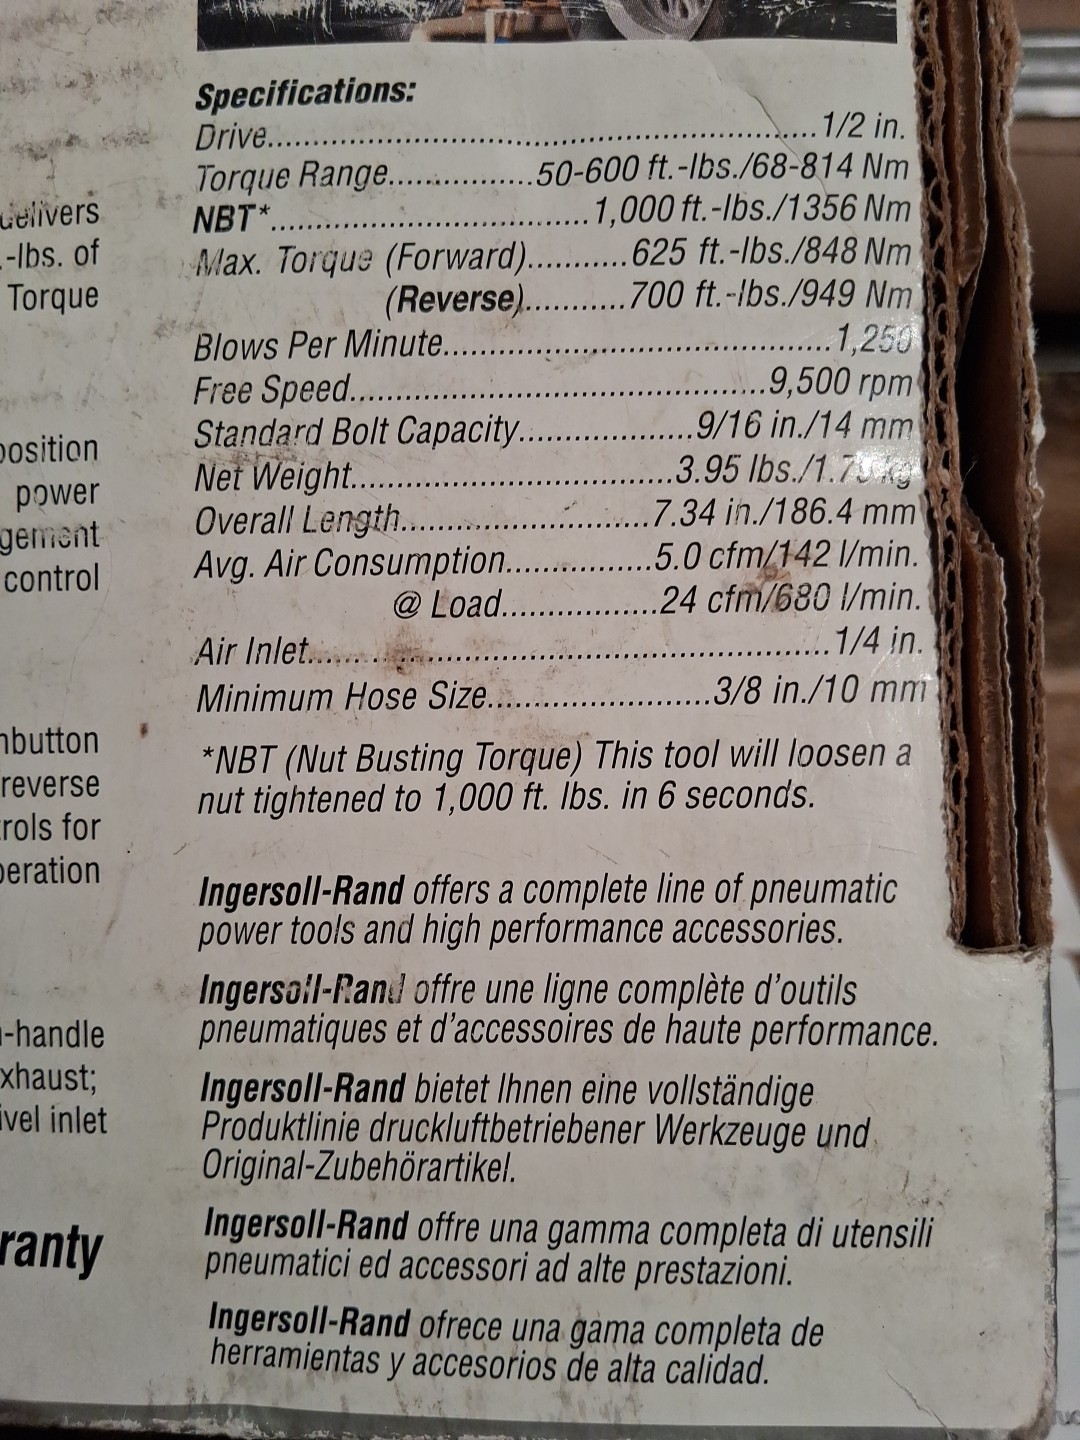 Specifications:
Drive..................................................................1/2 in.
Torque Range...............50-600 ft.-lbs./68-814 Nm
NBT*.................................1,000 ft.-lbs./1356 Nm
Max. Torque (Forward)...........625 ft.-lbs./848 Nm
(Reverse)............700 ft.-lbs./949 Nm
Blows Per Minute.............................................1,250
Free Speed................................................9,500 rpm
Standard Bolt Capacity....................9/16 in./14 mm
Net Weight.....................................3.95 lbs./
Overall Length.............................7.34 in./186.4 mm
Avg. Air Consumption................5.0 cfm/142 l/min.
@ Load.................24 cfm/680 l/min.
Air Inlet..........................................................1/4 in.
Minimum Hose Size.........................3/8 in./10 mm
*NBT (Nut Busting Torque) This tool will loosen a
nut tightened to 1,000 ft. lbs. in 6 seconds.
Ingersoll-Rand offers a complete line of pneumatic
power tools and high performance accessories.
Ingersoll-Rand offre une ligne complète d'outils
pneumatiques et d'accessoires de haute performance.
Ingersoll-Rand bietet Ihnen eine vollständige
Produktlinie druckluftbetriebener Werkzeuge und
Original-Zubehörartikel.
Ingersoll-Rand offre una gamma completa di utensili
pneumatici ed accessori ad alte prestazioni.
Ingersoll-Rand ofrece una gama completa de
herramientas y accesorios de alta calidad.
delivers
-lbs. of
Torque
position
power
gement
control
button
reverse
trols for
peration
-handle
xhaust;
ivel inlet
ranty